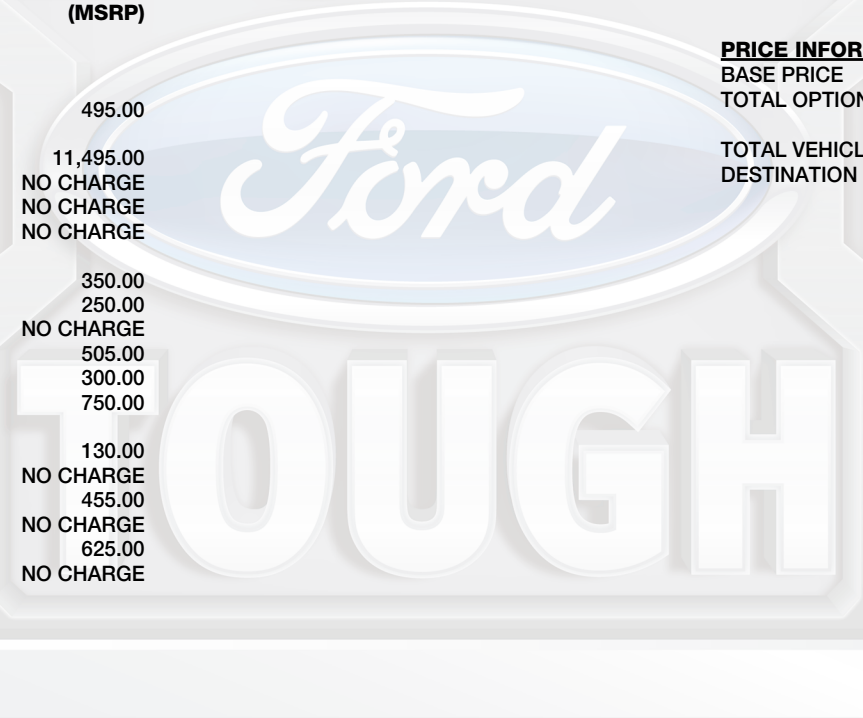 (MSRP)
495.00
11,495.00
NO CHARGE
NO CHARGE
NO CHARGE
350.00
250.00
NO CHARGE
505.00
300.00
750.00
130.00
NO CHARGE
455.00
NO CHARGE
625.00
NO CHARGE
PRICE INFOR
BASE PRICE
TOTAL OPTION
TOTAL VEHICL
DESTINATION
Ford
TOUGH